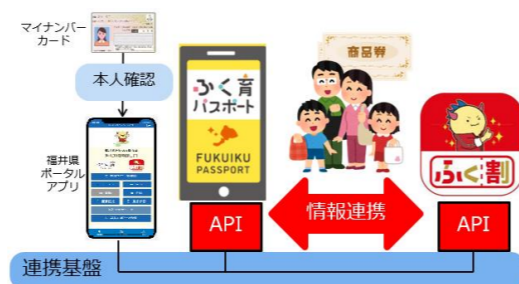 マイナンバー
カード
本人確認
福井県
ポータル
アプリ
ふく育
パスポート
FUKUIKU
PASSPORT
商品券
ふく割
API
情報連携
API
連携基盤